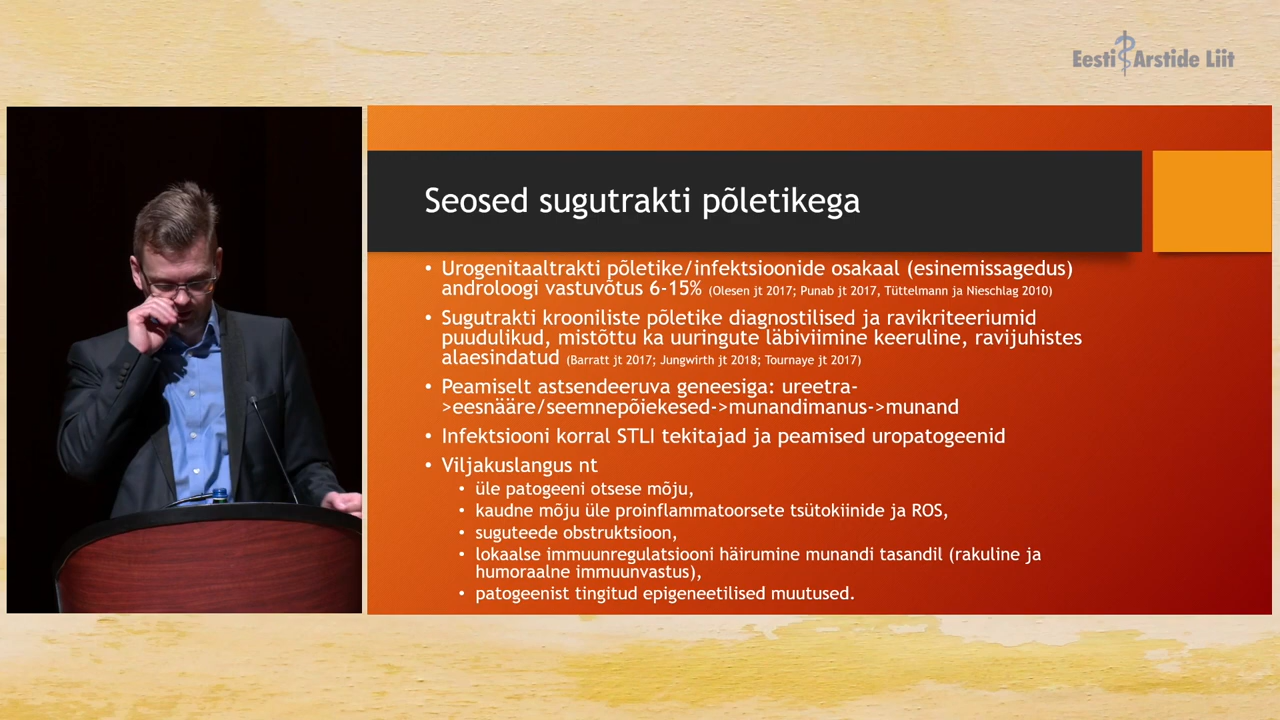 Eesti Arstide Liit
Seosed sugutrakti põletikega
• Urogenitaaltrakti põletike/infektsioonide osakaal (esinemissagedus)
androloogi vastuvõtus 6-15% (Olesen jt 2017; Punab jt 2017, Tüttelmann ja Nieschlag 2010)
• Sugutrakti krooniliste põletike diagnostilised ja ravikriteeriumid
puudulikud, mistõttu ka uuringute läbiviimine keeruline, ravijuhistes
alaesindatud (Barratt jt 2017; Jungwirth jt 2018; Tournaye jt 2017)
• Peamiselt astsendeeruva geneesiga: ureetra-
>eesnääre/seemnepõiekesed->munandimanus->munand
• Infektsiooni korral STLI tekitajad ja peamised uropatogeenid
• Viljakuslangus nt
• üle patogeeni otsese mõju,
• kaudne mõju üle proinflammatoorsete tsütokiinide ja ROS,
• suguteede obstruktsioon,
• lokaalse immuunregulatsiooni häirumine munandi tasandil (rakuline ja
humoraalne immuunvastus),
• patogeenist tingitud epigeneetilised muutused.